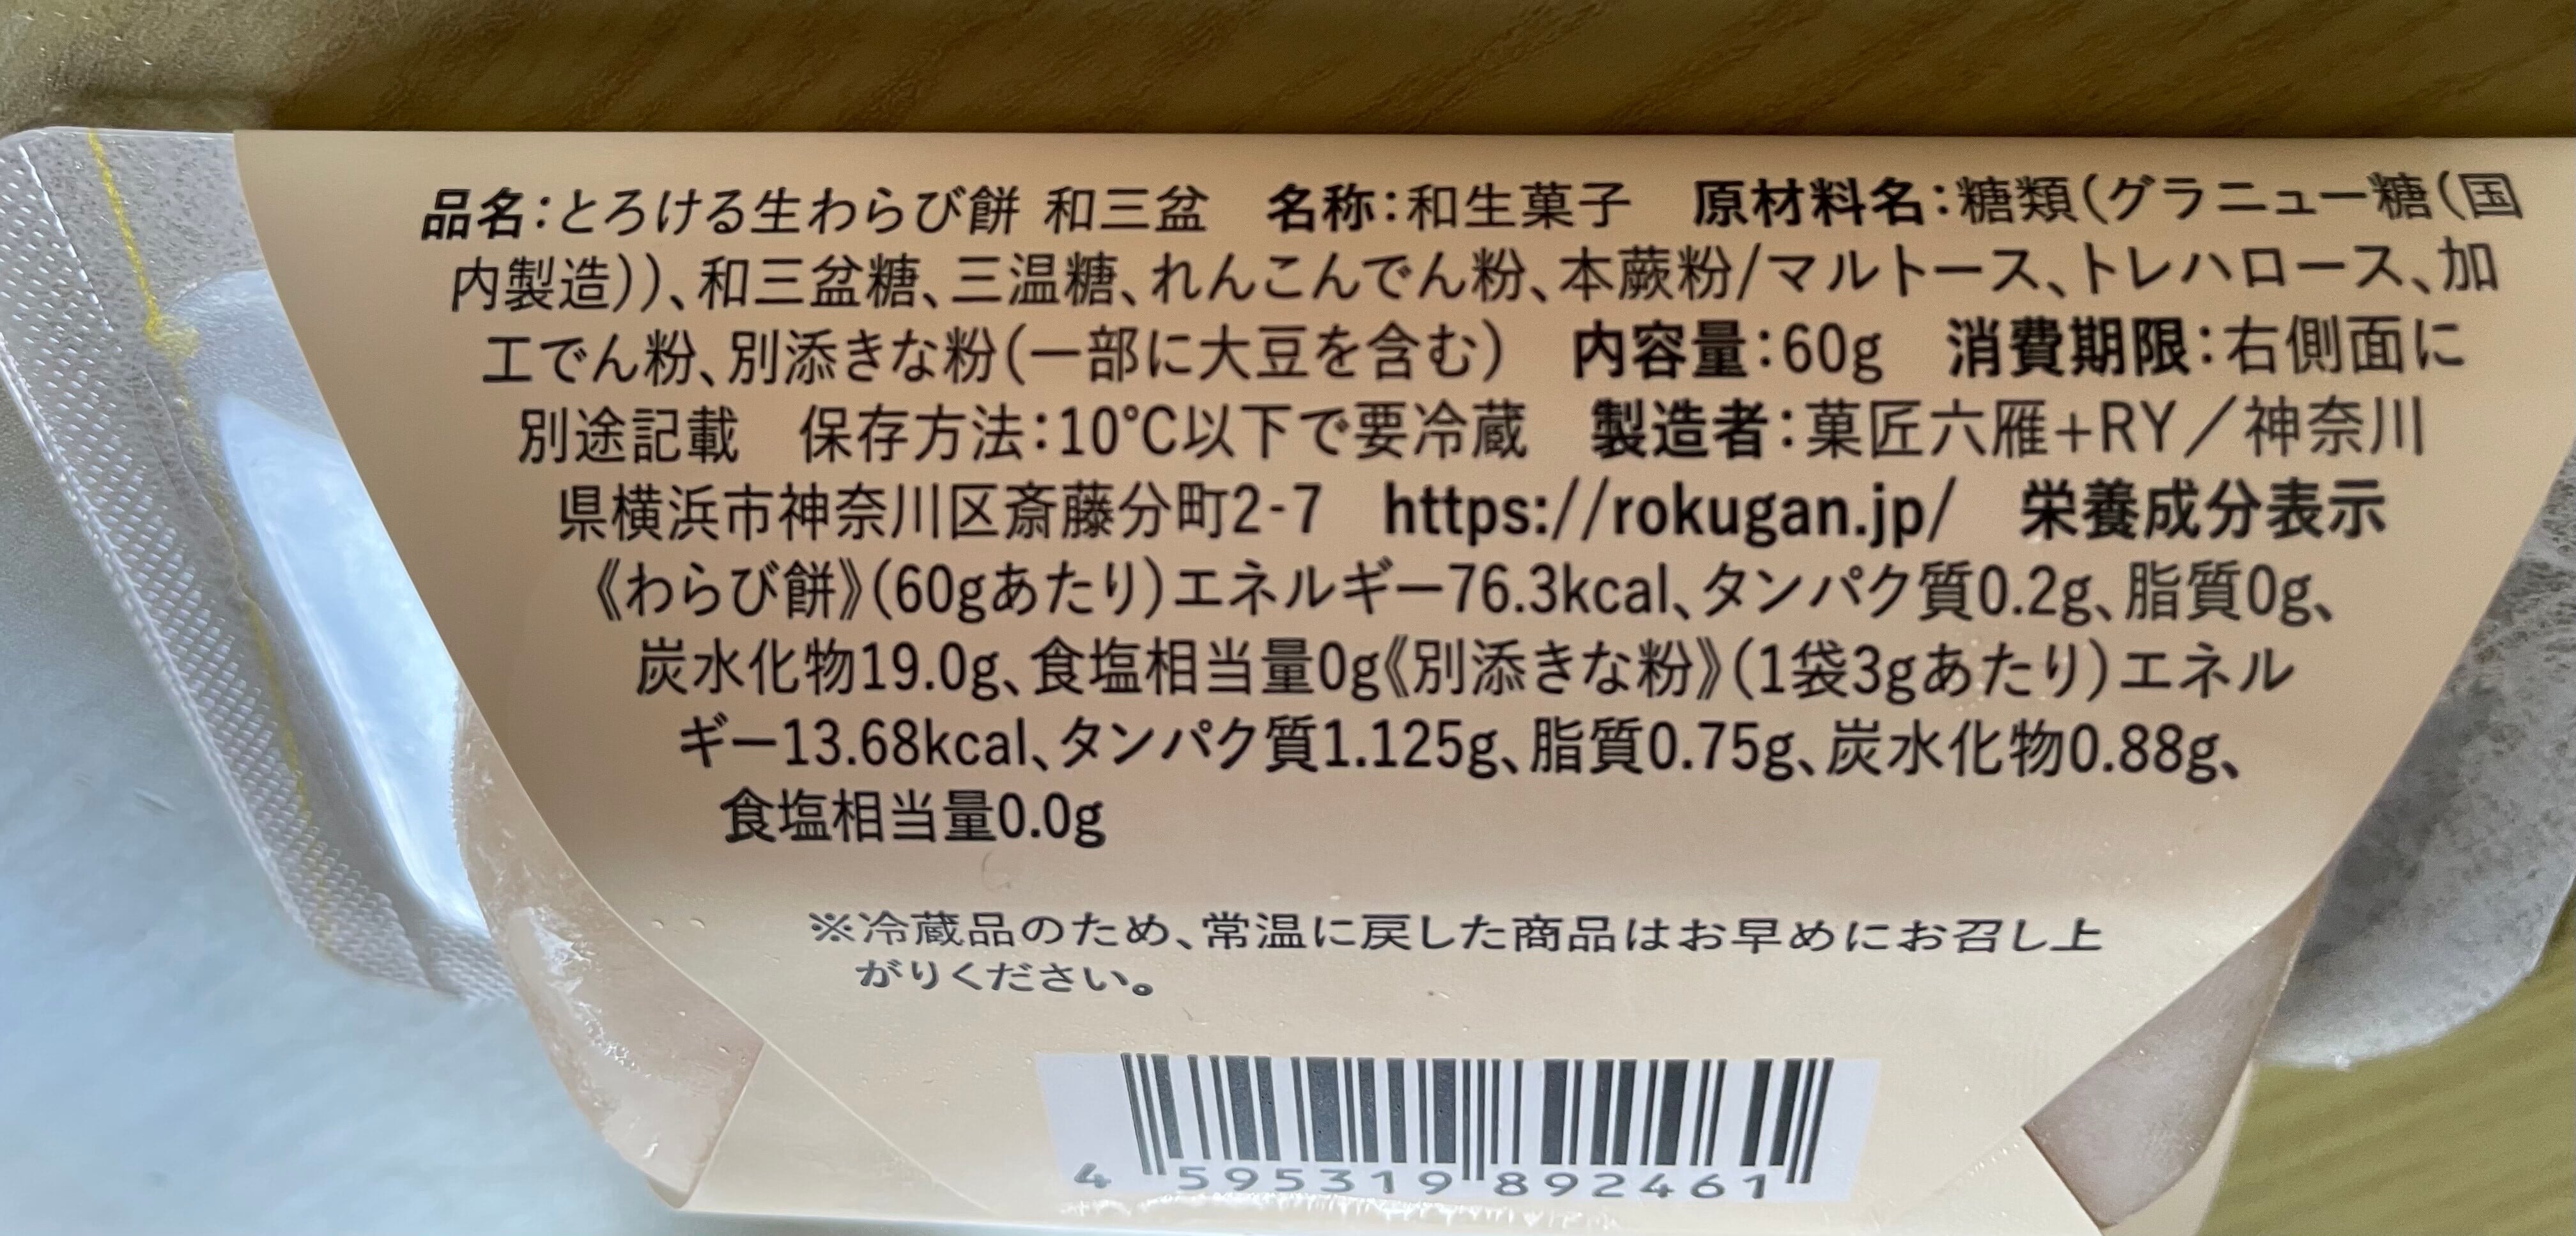 品名：とろける生わらび餅 和三盆　名称：和生菓子　原材料名：糖類（グラニュー糖（国
内製造））、和三盆糖、三温糖、れんこんでん粉、本蕨粉/マルトース、トレハロース、加
工でん粉、別添きな粉（一部に大豆を含む）　内容量：60g　消費期限：右側面に
別途記載　保存方法：10℃以下で要冷蔵　製造者：菓匠六雁+RY／神奈川
県横浜市神奈川区斎藤分町2-7　https://rokugan.jp/　栄養成分表示
《わらび餅》（60gあたり）エネルギー76.3kcal、タンパク質0.2g、脂質0g、
炭水化物19.0g、食塩相当量0g《別添きな粉》（1袋3gあたり）エネル
ギー13.68kcal、タンパク質1.125g、脂質0.75g、炭水化物0.88g、
食塩相当量0.0g
※冷蔵品のため、常温に戻した商品はお早めにお召し上
がりください。
4 595319 892461